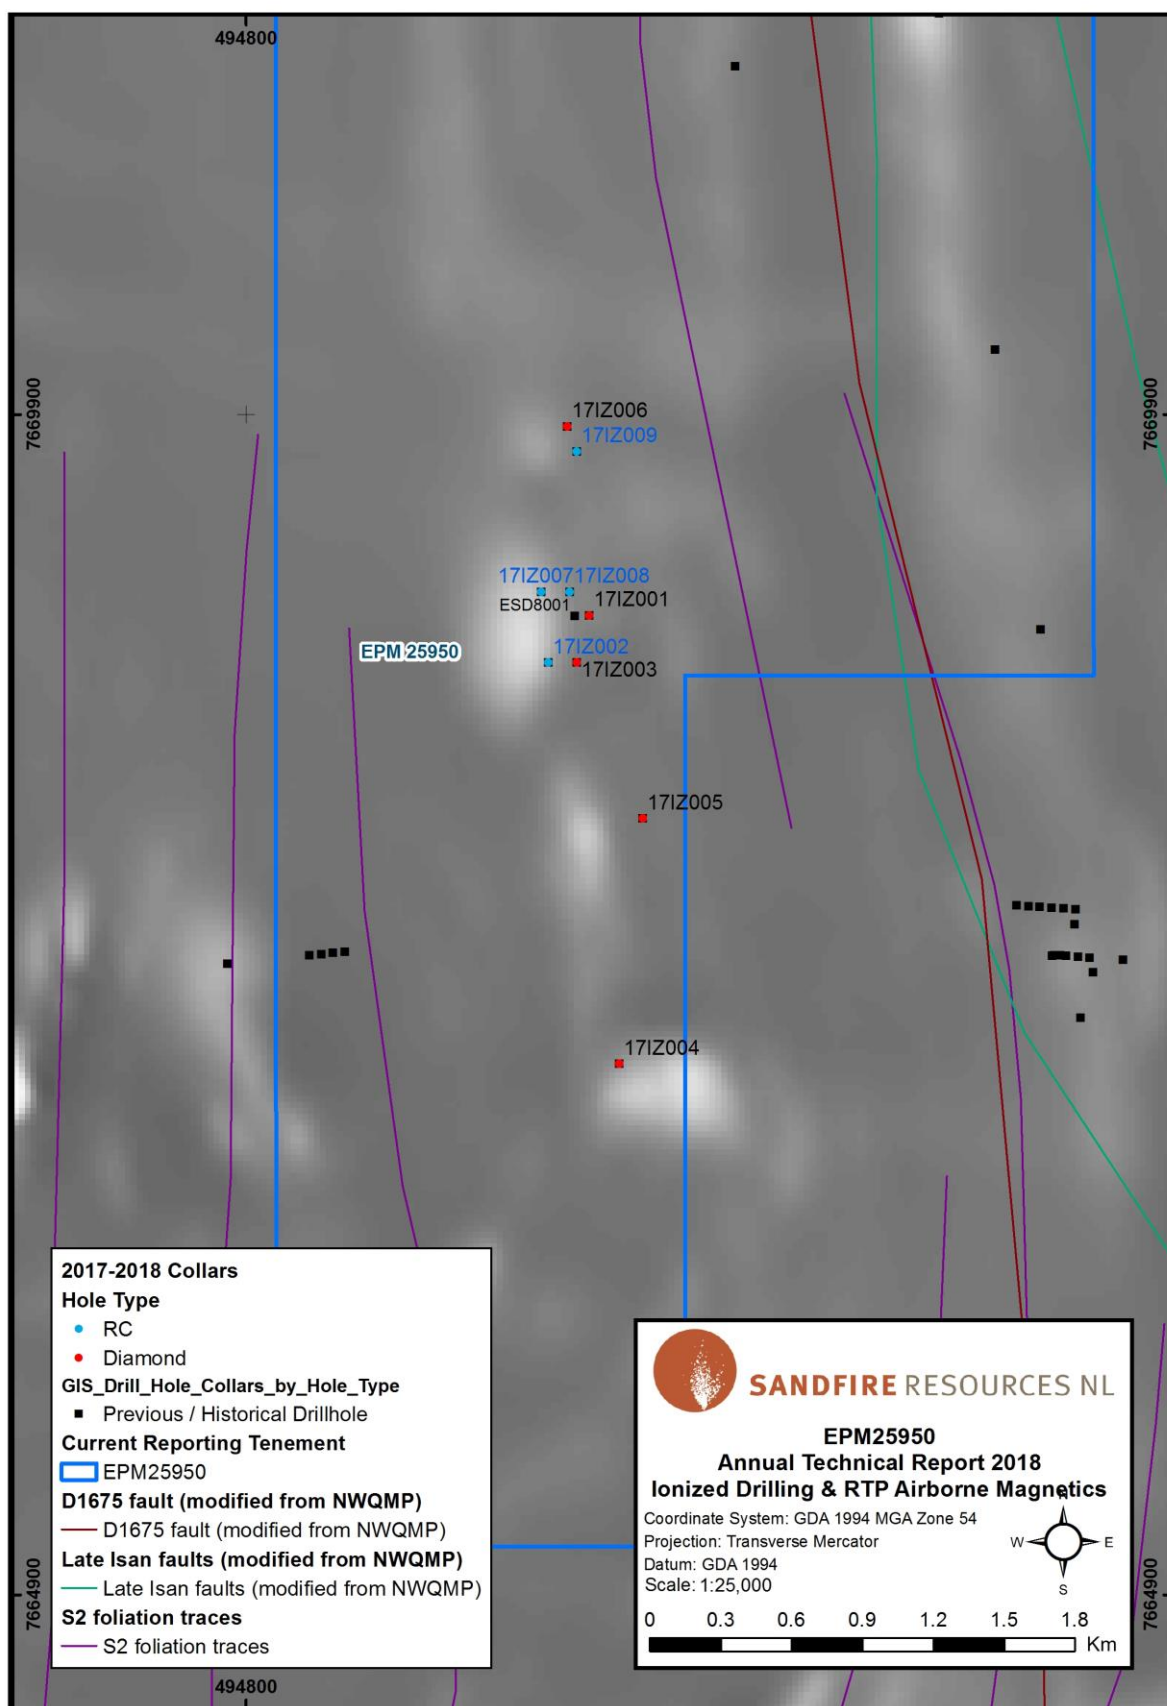 494800
7669900
7669900
17IZ006
17IZ009
17IZ007 17IZ008
ESD8001
17IZ001
EPM 25950
17IZ002
17IZ003
17IZ005
17IZ004
2017-2018 Collars
Hole Type
RC
Diamond
GIS_Drill_Hole_Collars_by_Hole_Type
Previous / Historical Drillhole
Current Reporting Tenement
EPM25950
D1675 fault (modified from NWQMP)
D1675 fault (modified from NWQMP)
Late Isan faults (modified from NWQMP)
Late Isan faults (modified from NWQMP)
S2 foliation traces
S2 foliation traces
SANDFIRE RESOURCES NL
EPM25950
Annual Technical Report 2018
Ionized Drilling & RTP Airborne Magnetics
Coordinate System: GDA 1994 MGA Zone 54
Projection: Transverse Mercator
Datum: GDA 1994
Scale: 1:25,000
N
W E
S
0 0.3 0.6 0.9 1.2 1.5 1.8
Km
7664900
7664900
494800